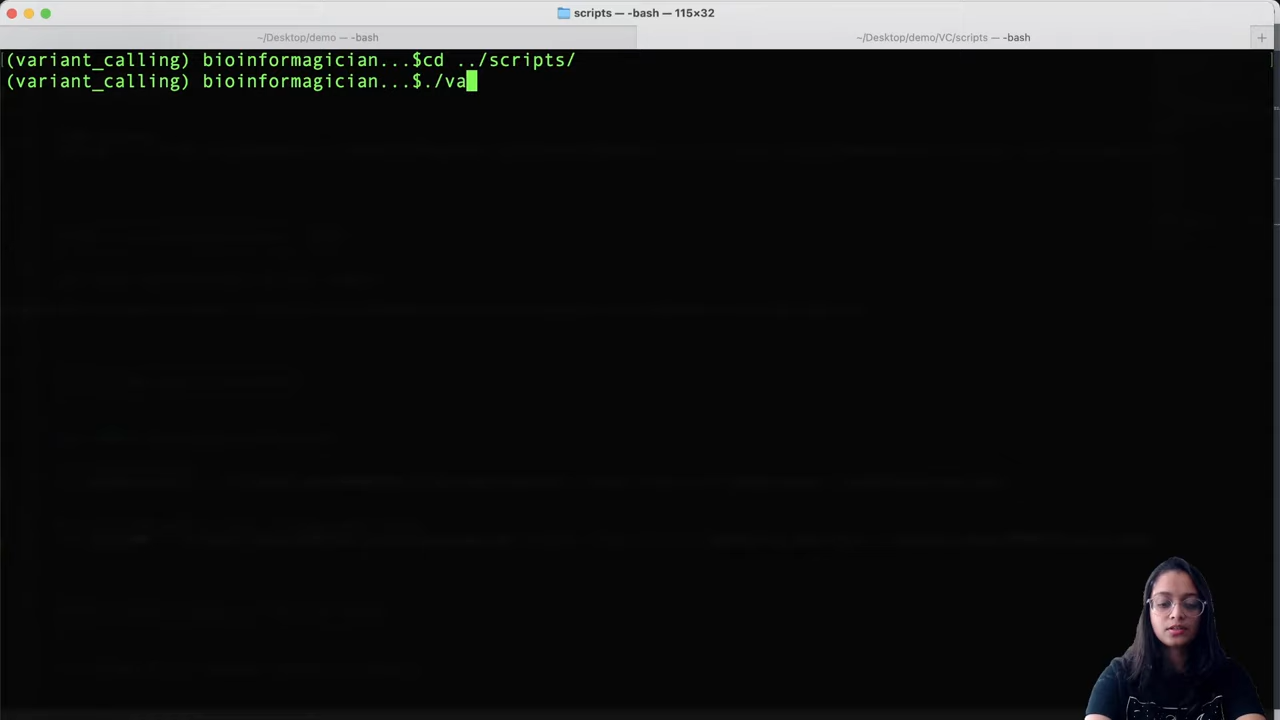 scripts — -bash — 115×32
~/Desktop/demo — -bash
~/Desktop/demo/VC/scripts — -bash
(variant_calling) bioinformagician...$cd ../scripts/
(variant_calling) bioinformagician...$./va